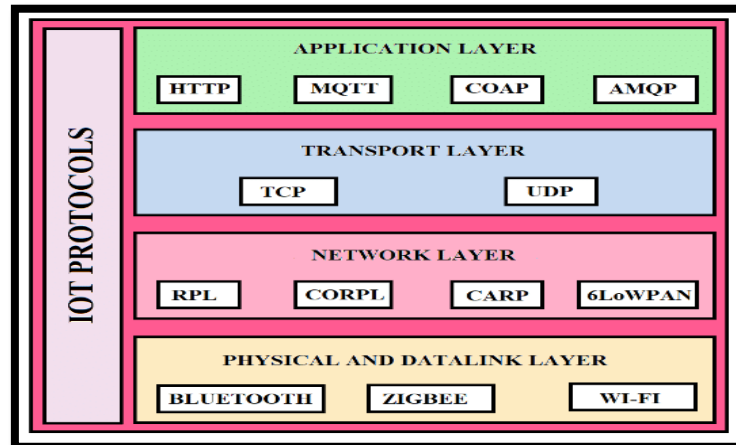 IOT PROTOCOLS
APPLICATION LAYER
HTTP MQTT COAP AMQP
TRANSPORT LAYER
TCP UDP
NETWORK LAYER
RPL CORPL CARP 6LoWPAN
PHYSICAL AND DATALINK LAYER
BLUETOOTH ZIGBEE WI-FI